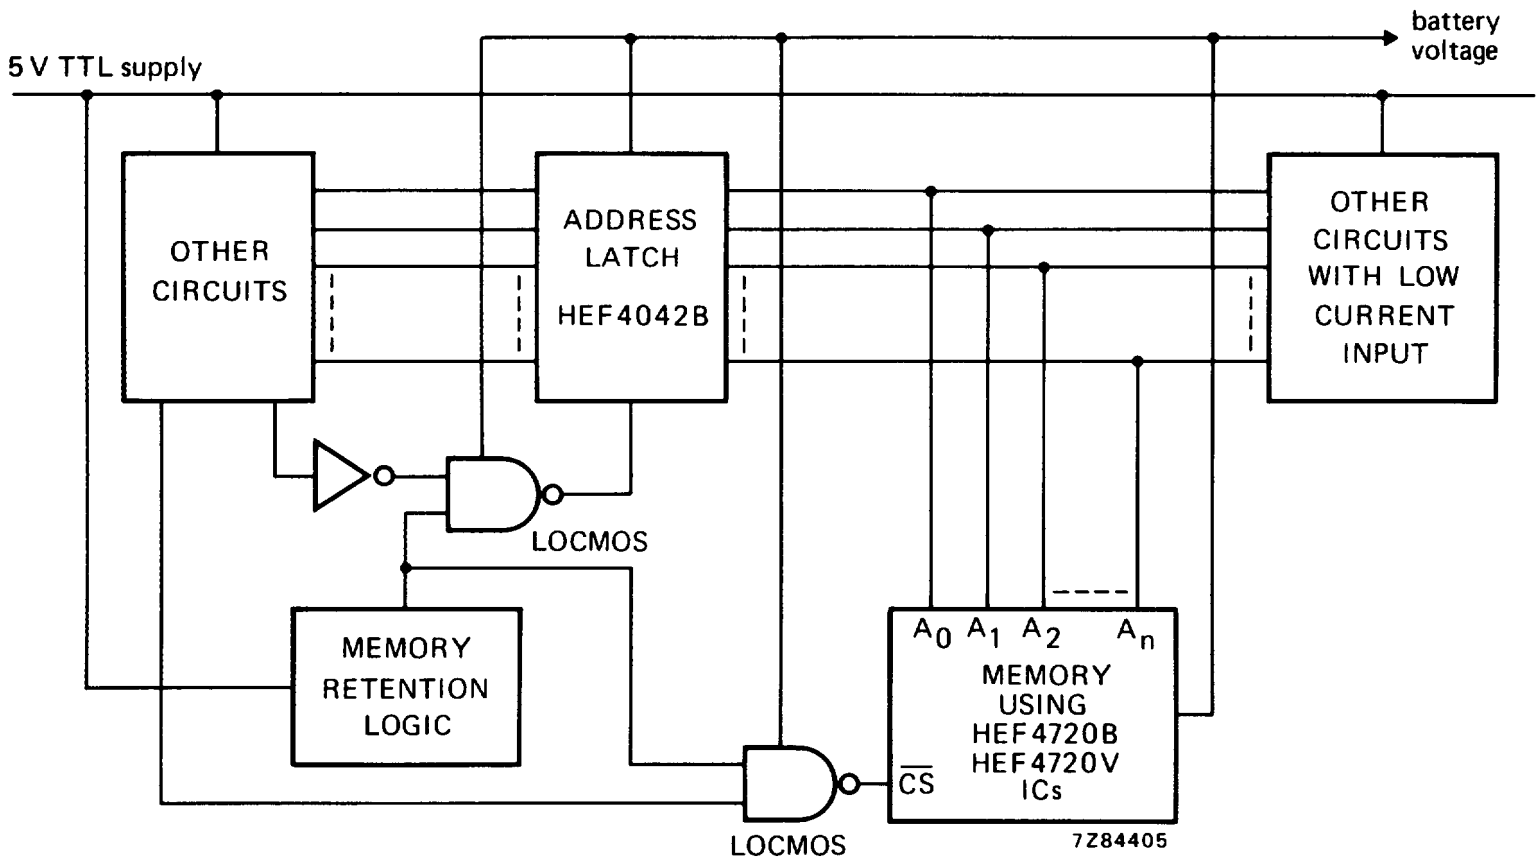 battery
voltage
5 V TTL supply
OTHER
CIRCUITS
ADDRESS
LATCH
HEF4042B
OTHER
CIRCUITS
WITH LOW
CURRENT
INPUT
LOCMOS
MEMORY
RETENTION
LOGIC
A0 A1 A2 An
MEMORY
USING
HEF4720B
HEF4720V
ICs
CS
LOCMOS
7Z84405